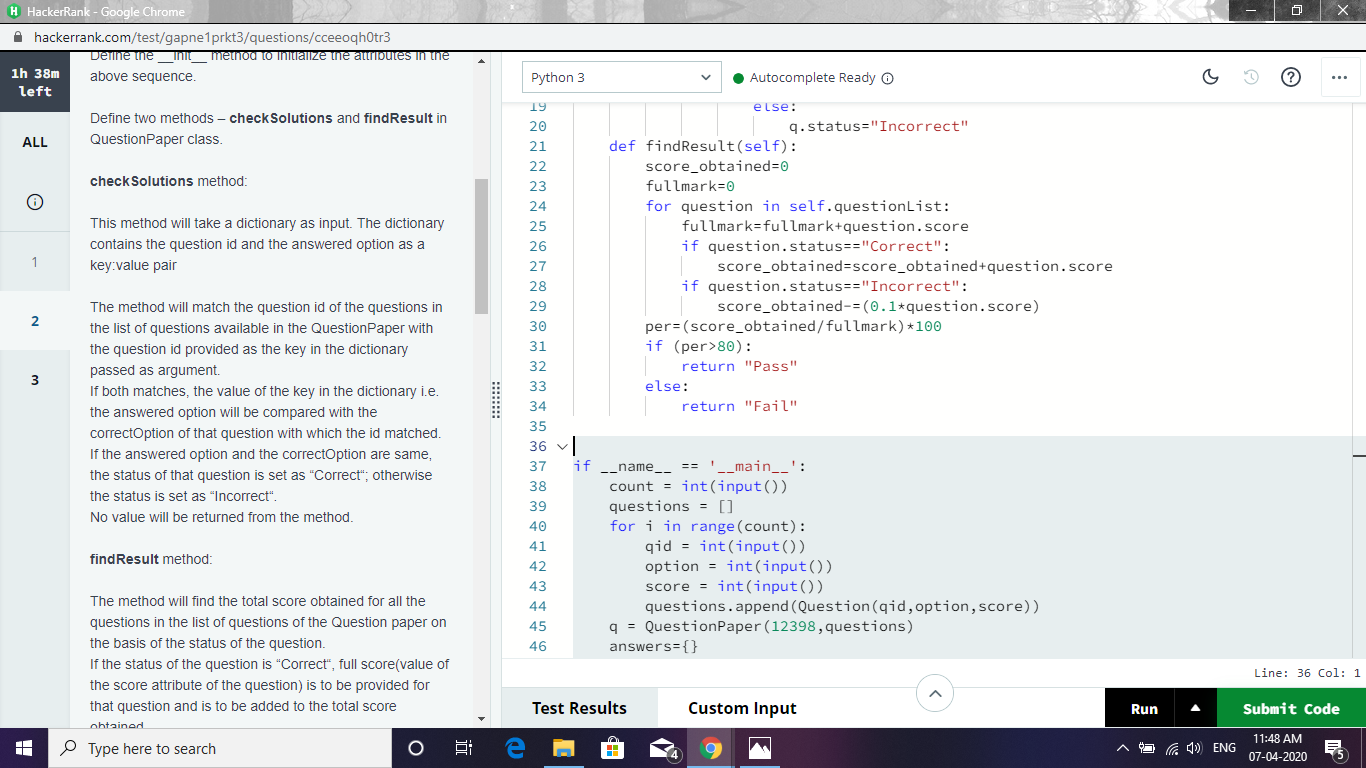 HackerRank - Google Chrome
hackerrank.com/test/gapne1prkt3/questions/cceeoqh0tr3
1h 38m
left
ALL
1
2
3
Define the __init__ method to initialize the attributes in the
above sequence.
Define two methods – checkSolutions and findResult in
QuestionPaper class.
checkSolutions method:
This method will take a dictionary as input. The dictionary
contains the question id and the answered option as a
key:value pair
The method will match the question id of the questions in
the list of questions available in the QuestionPaper with
the question id provided as the key in the dictionary
passed as argument.
If both matches, the value of the key in the dictionary i.e.
the answered option will be compared with the
correctOption of that question with which the id matched.
If the answered option and the correctOption are same,
the status of that question is set as “Correct“; otherwise
the status is set as “Incorrect“.
No value will be returned from the method.
findResult method:
The method will find the total score obtained for all the
questions in the list of questions of the Question paper on
the basis of the status of the question.
If the status of the question is “Correct“, full score(value of
the score attribute of the question) is to be provided for
that question and is to be added to the total score
obtained
Python 3
Autocomplete Ready
19 else:
20 q.status="Incorrect"
21 def findResult(self):
22 score_obtained=0
23 fullmark=0
24 for question in self.questionList:
25 fullmark=fullmark+question.score
26 if question.status=="Correct":
27 score_obtained=score_obtained+question.score
28 if question.status=="Incorrect":
29 score_obtained-=(0.1*question.score)
30 per=(score_obtained/fullmark)*100
31 if (per>80):
32 return "Pass"
33 else:
34 return "Fail"
35
36
37 if __name__ == '__main__':
38 count = int(input())
39 questions = []
40 for i in range(count):
41 qid = int(input())
42 option = int(input())
43 score = int(input())
44 questions.append(Question(qid,option,score))
45 q = QuestionPaper(12398,questions)
46 answers={}
Line: 36 Col: 1
Test Results
Custom Input
Run
Submit Code
Type here to search
4
ENG
11:48 AM
07-04-2020
5